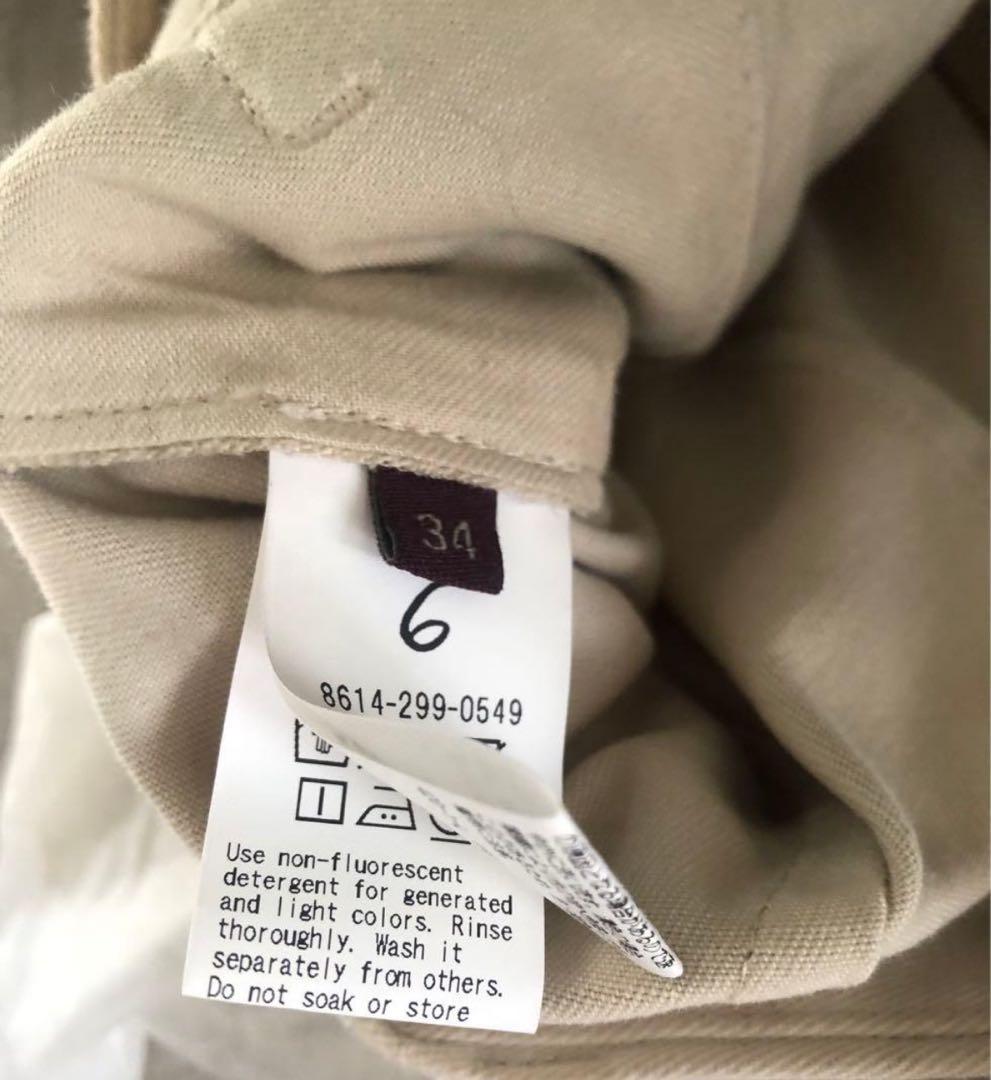 34
6
8614-299-0549
Use non-fluorescent
detergent for generated
and light colors. Rinse
thoroughly. Wash it
separately from others.
Do not soak or store